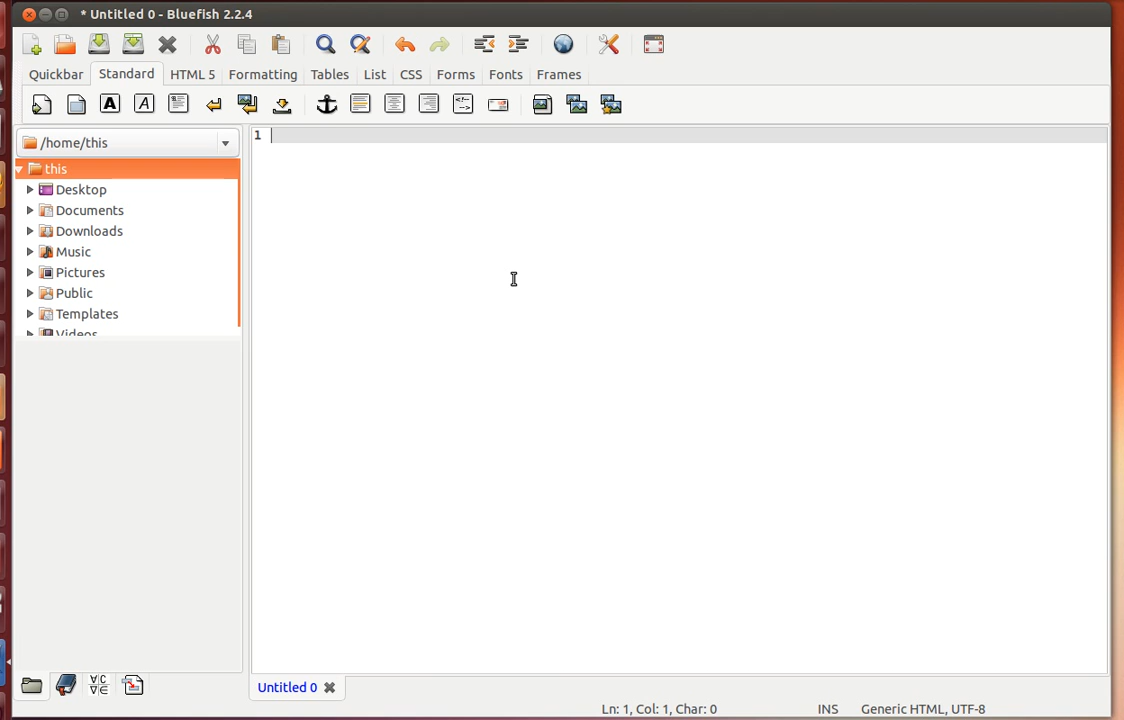 * Untitled 0 - Bluefish 2.2.4
Quickbar Standard HTML 5 Formatting Tables List CSS Forms Fonts Frames
/home/this
1
this
Desktop
Documents
Downloads
Music
Pictures
Public
Templates
Videos
Untitled 0
Ln: 1, Col: 1, Char: 0 INS Generic HTML, UTF-8